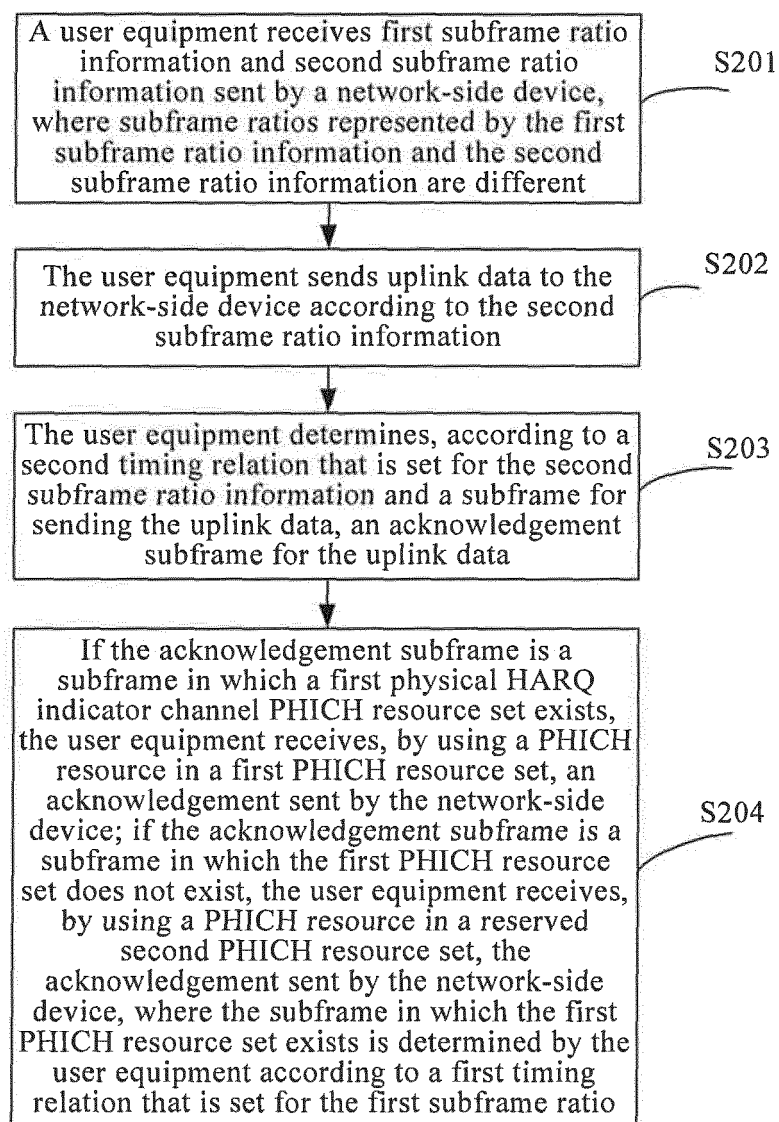 A user equipment receives first subframe ratio
information and second subframe ratio
information sent by a network-side device,
where subframe ratios represented by the first
subframe ratio information and the second
subframe ratio information are different
S201
The user equipment sends uplink data to the
network-side device according to the second
subframe ratio information
S202
The user equipment determines, according to a
second timing relation that is set for the second
subframe ratio information and a subframe for
sending the uplink data, an acknowledgement
subframe for the uplink data
S203
If the acknowledgement subframe is a
subframe in which a first physical HARQ
indicator channel PHICH resource set exists,
the user equipment receives, by using a PHICH
resource in a first PHICH resource set, an
acknowledgement sent by the network-side
device; if the acknowledgement subframe is a
subframe in which the first PHICH resource
set does not exist, the user equipment receives,
by using a PHICH resource in a reserved
second PHICH resource set, the
acknowledgement sent by the network-side
device, where the subframe in which the first
PHICH resource set exists is determined by the
user equipment according to a first timing
relation that is set for the first subframe ratio
S204